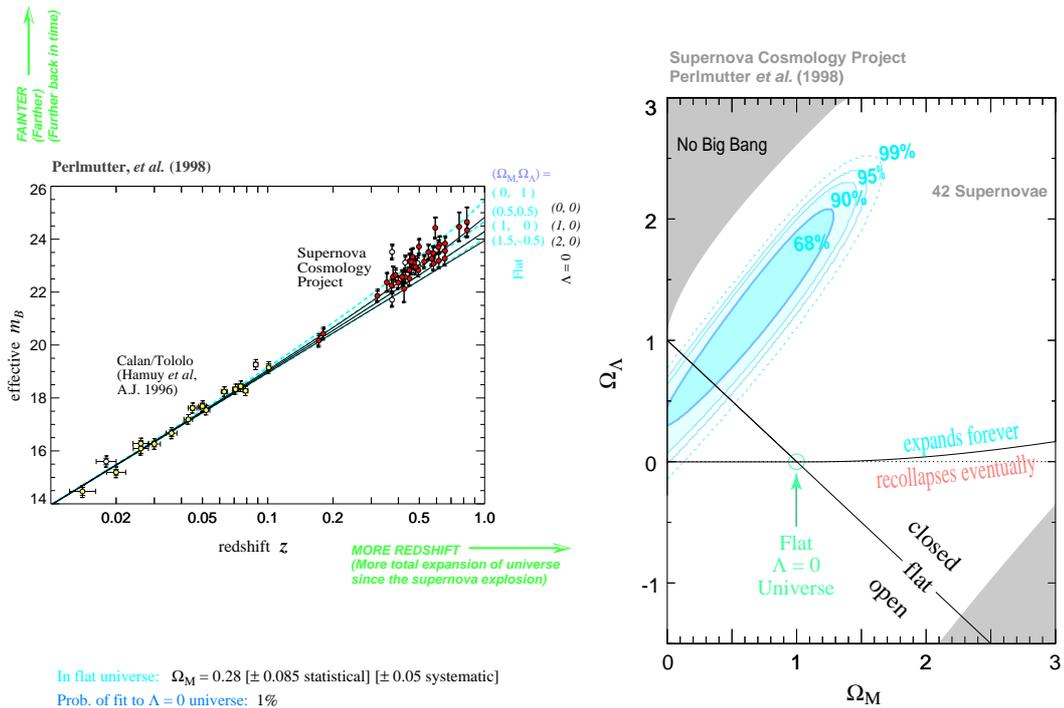 FAINTER
(Farther)
(Further back in time)
Perlmutter, et al. (1998)
effective mB
26
24
22
20
18
16
14
0.02
0.05
0.1
0.2
0.5
1.0
redshift z
Supernova
Cosmology
Project
Calan/Tololo
(Hamuy et al,
A.J. 1996)
(ΩM,ΩΛ) =
( 0, 1 )
(0.5,0.5)
(0, 0)
( 1, 0 )
(1, 0)
(1.5,–0.5)
(2, 0)
Flat
Λ = 0
MORE REDSHIFT
(More total expansion of universe
since the supernova explosion)
In flat universe: ΩM = 0.28 [± 0.085 statistical] [± 0.05 systematic]
Prob. of fit to Λ = 0 universe: 1%
Supernova Cosmology Project
Perlmutter et al. (1998)
3
2
1
0
-1
ΩΛ
No Big Bang
99%
95%
90%
68%
42 Supernovae
expands forever
recollapses eventually
Flat
Λ = 0
Universe
closed
flat
open
0
1
2
3
ΩM